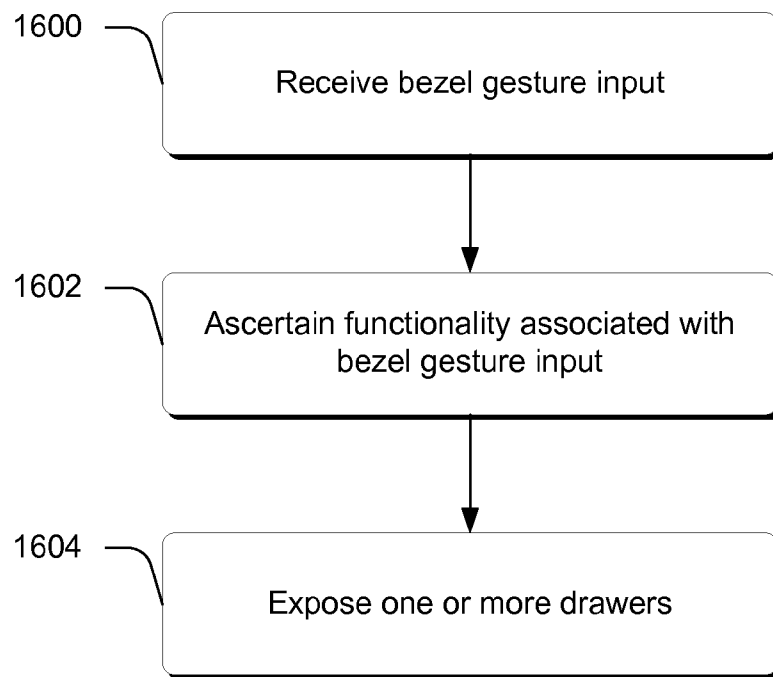 1600
Receive bezel gesture input
1602
Ascertain functionality associated with
bezel gesture input
1604
Expose one or more drawers